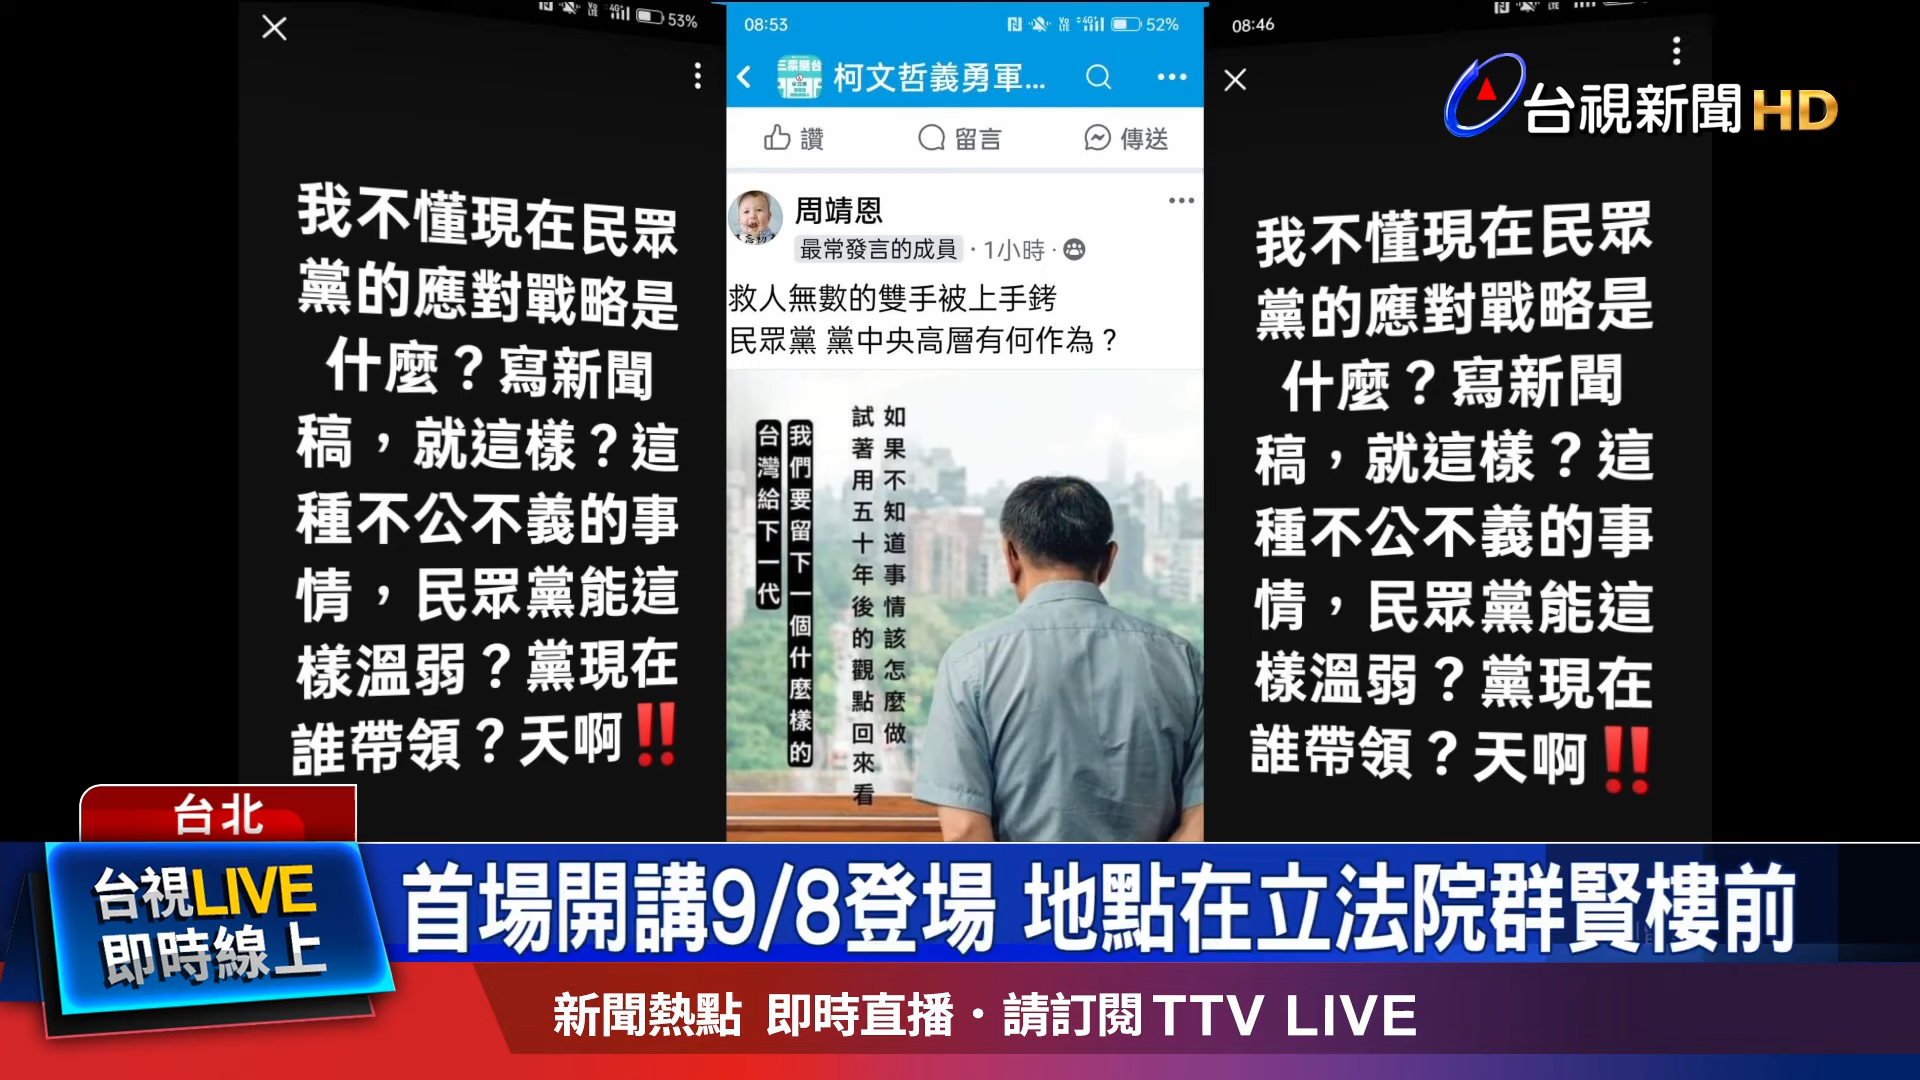 53%
我不懂現在民眾
黨的應對戰略是
什麼？寫新聞
稿，就這樣？這
種不公不義的事
情，民眾黨能這
樣溫弱？黨現在
誰帶領？天啊‼️
08:53
52%
柯文哲義勇軍...
讚
留言
傳送
周靖恩
最常發言的成員 · 1小時 ·
救人無數的雙手被上手銬
民眾黨 黨中央高層有何作為？
如果不知道事情該怎麼做
試著用五十年後的觀點回來看
我們要留下一個什麼樣的
台灣給下一代
08:46
我不懂現在民眾
黨的應對戰略是
什麼？寫新聞
稿，就這樣？這
種不公不義的事
情，民眾黨能這
樣溫弱？黨現在
誰帶領？天啊‼️
台視新聞HD
台北
台視LIVE
即時線上
首場開講9/8登場 地點在立法院群賢樓前
新聞熱點 即時直播・請訂閱TTV LIVE